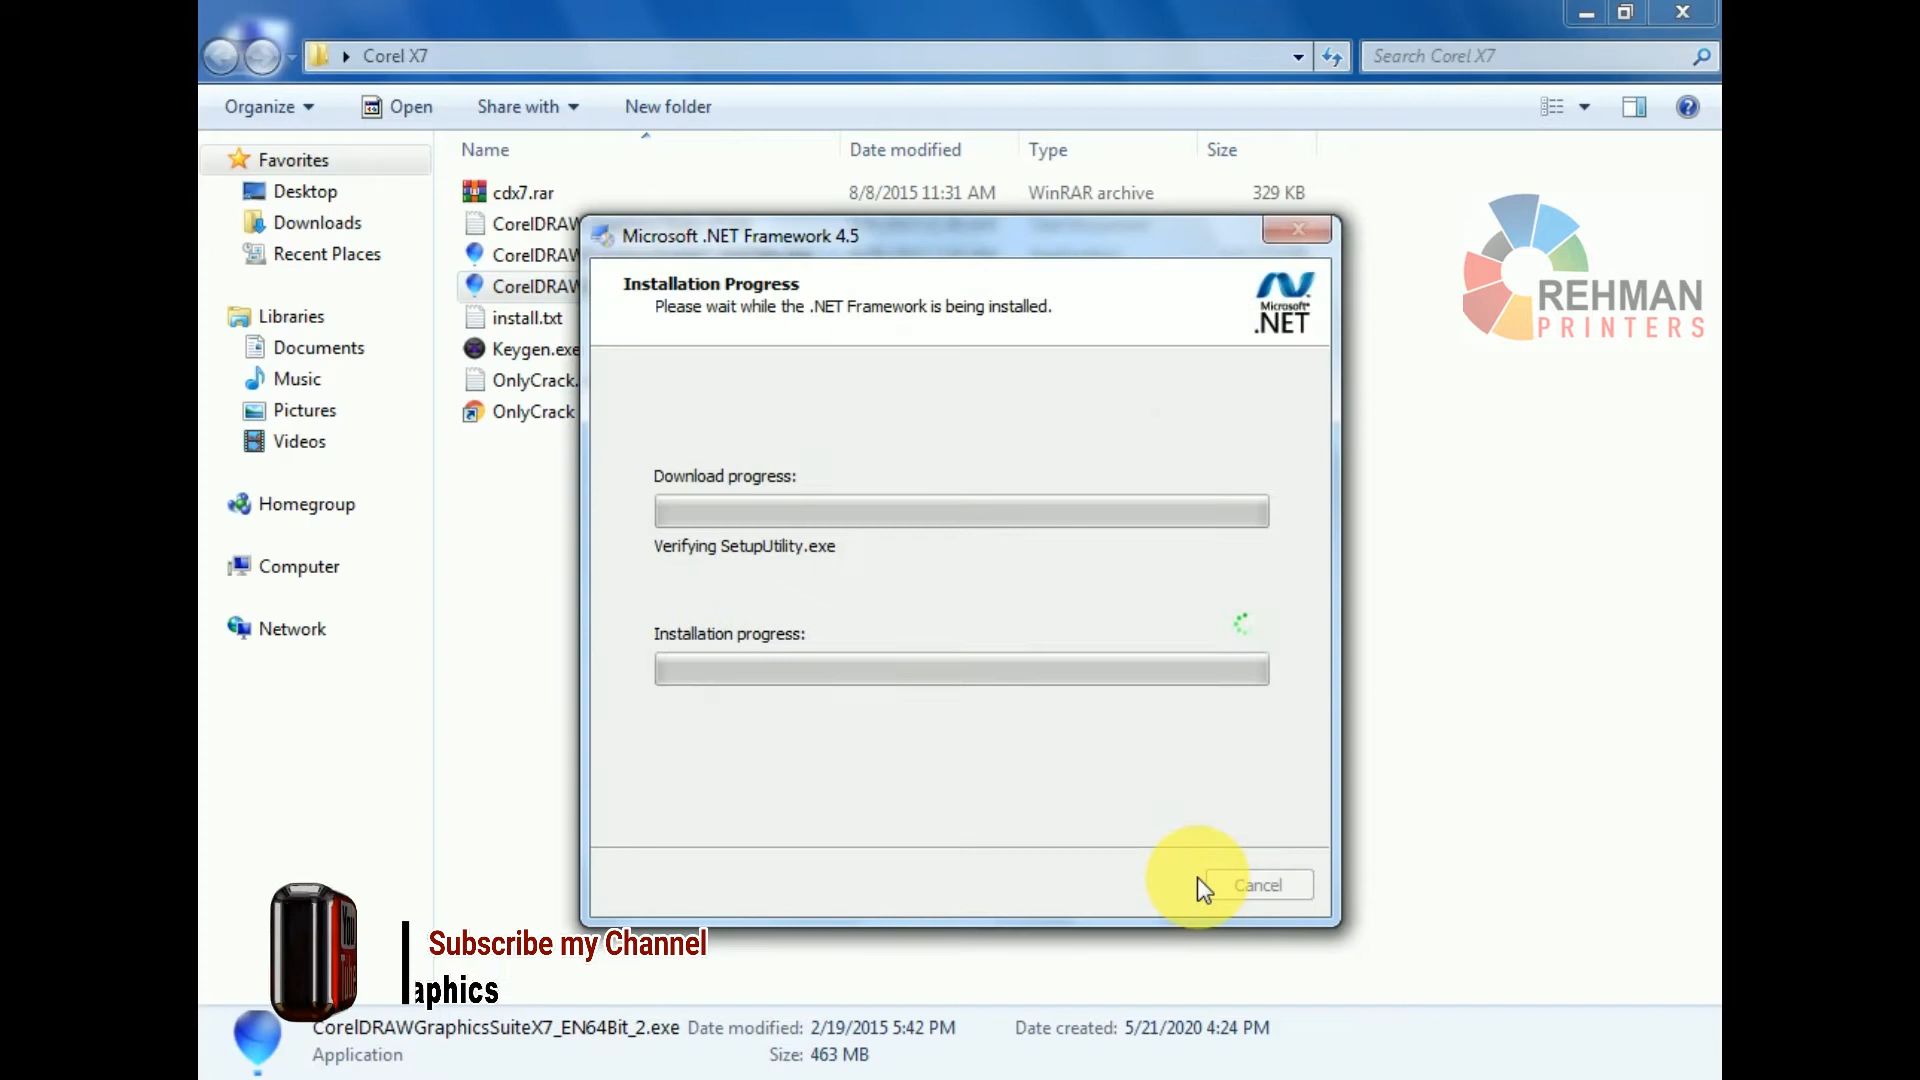 Corel X7
Search Corel X7
Organize
Open
Share with
New folder
Name
Date modified
Type
Size
Favorites
Desktop
Downloads
Recent Places
Libraries
Documents
Music
Pictures
Videos
Homegroup
Computer
Network
cdx7.rar
8/8/2015 11:31 AM
WinRAR archive
329 KB
CorelDRAW
CorelDRAW
CorelDRAW
install.txt
Keygen.exe
OnlyCrack.
OnlyCrack
Microsoft .NET Framework 4.5
Installation Progress
Please wait while the .NET Framework is being installed.
Microsoft
.NET
Download progress:
Verifying SetupUtility.exe
Installation progress:
Cancel
REHMAN
PRINTERS
You
Subscribe my Channel
aphics
CorelDRAWGraphicsSuiteX7_EN64Bit_2.exe
Date modified: 2/19/2015 5:42 PM
Date created: 5/21/2020 4:24 PM
Application
Size: 463 MB